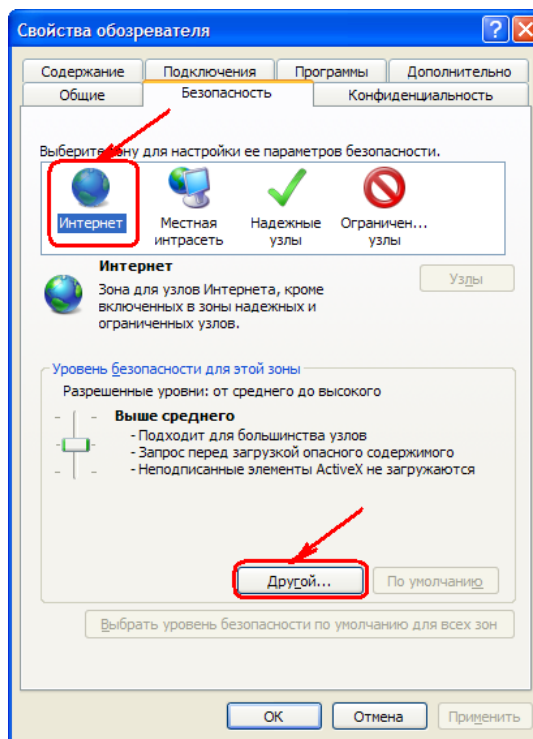 Свойства обозревателя
Содержание Подключения Программы Дополнительно
Общие Безопасность Конфиденциальность
Выберите зону для настройки ее параметров безопасности.
Интернет Местная интрасеть Надежные узлы Ограничен... узлы
Интернет
Зона для узлов Интернета, кроме
включенных в зоны надежных и
ограниченных узлов.
Узлы
Уровень безопасности для этой зоны
Разрешенные уровни: от среднего до высокого
Выше среднего
- Подходит для большинства узлов
- Запрос перед загрузкой опасного содержимого
- Неподписанные элементы ActiveX не загружаются
Другой... По умолчанию
Выбрать уровень безопасности по умолчанию для всех зон
ОК Отмена Применить